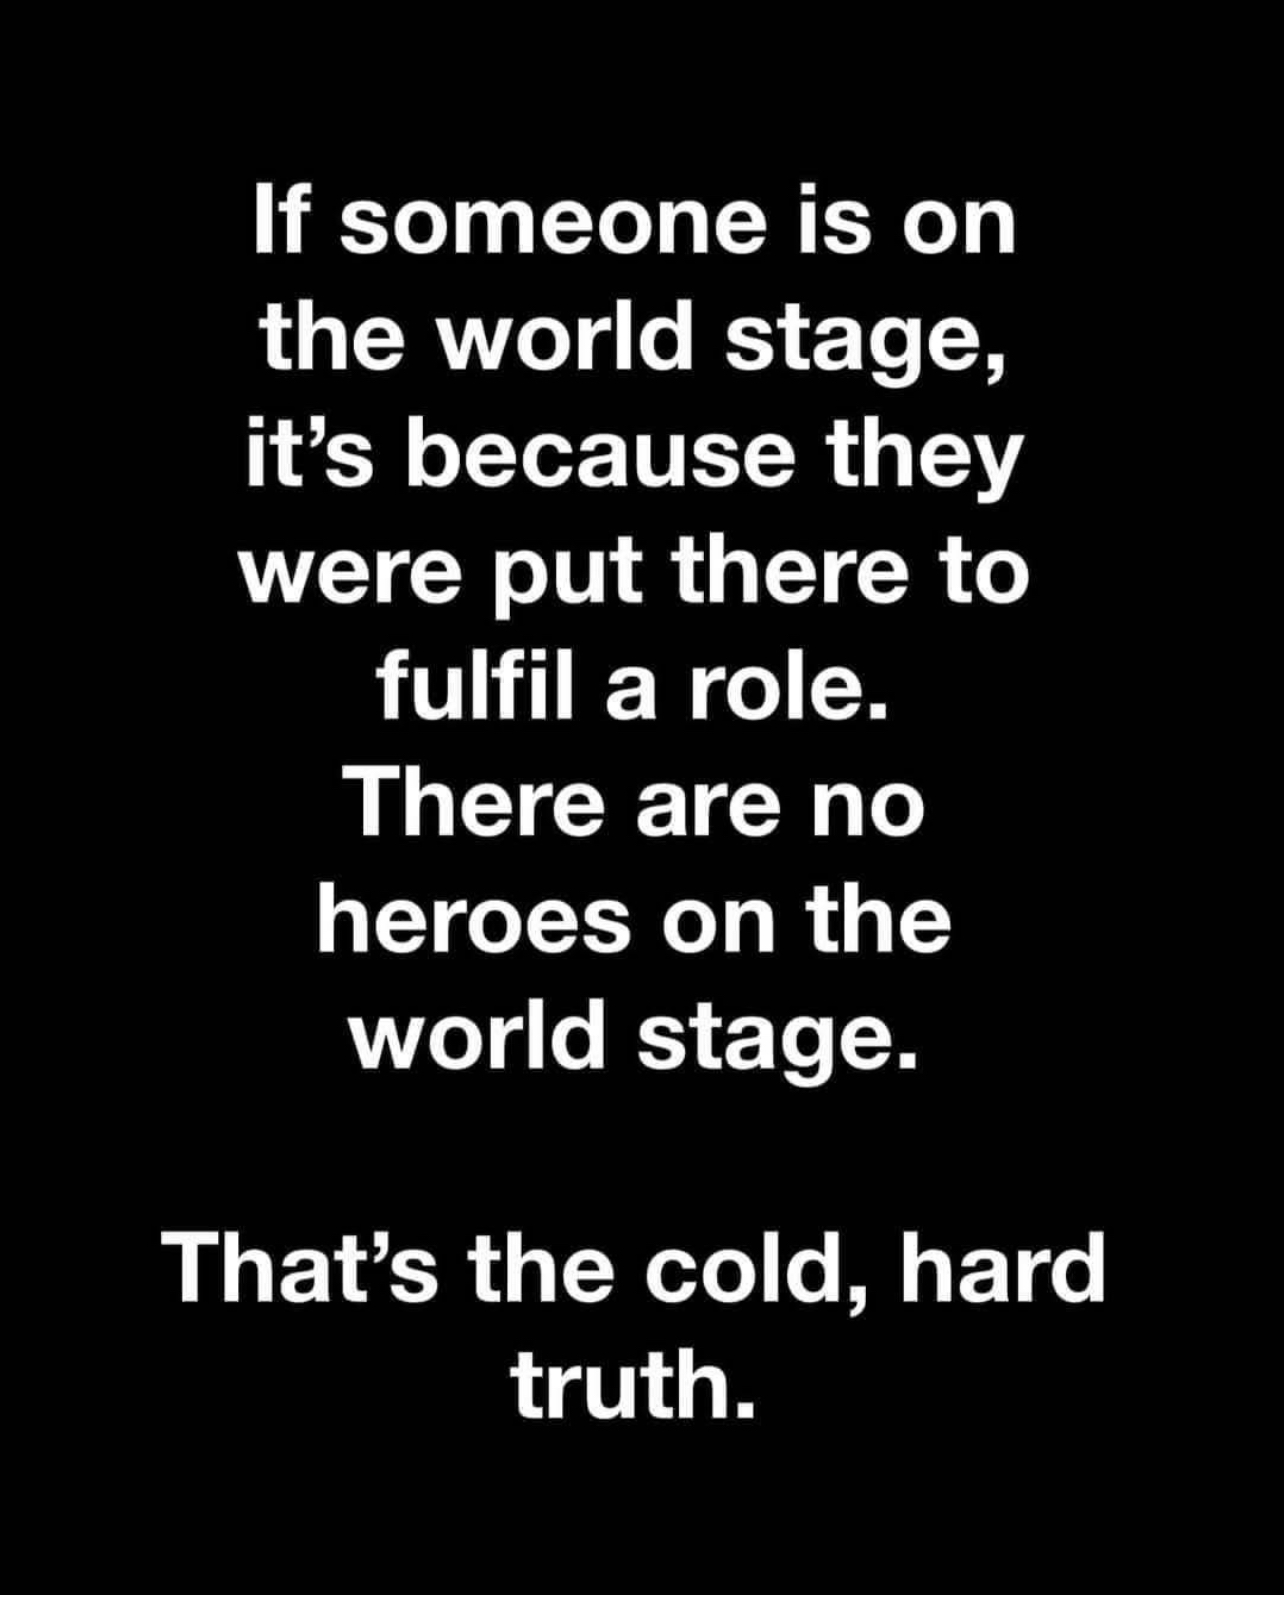 If someone is on
the world stage,
it’s because they
were put there to
fulfil a role.
There are no
heroes on the
world stage.
That’s the cold, hard
truth.